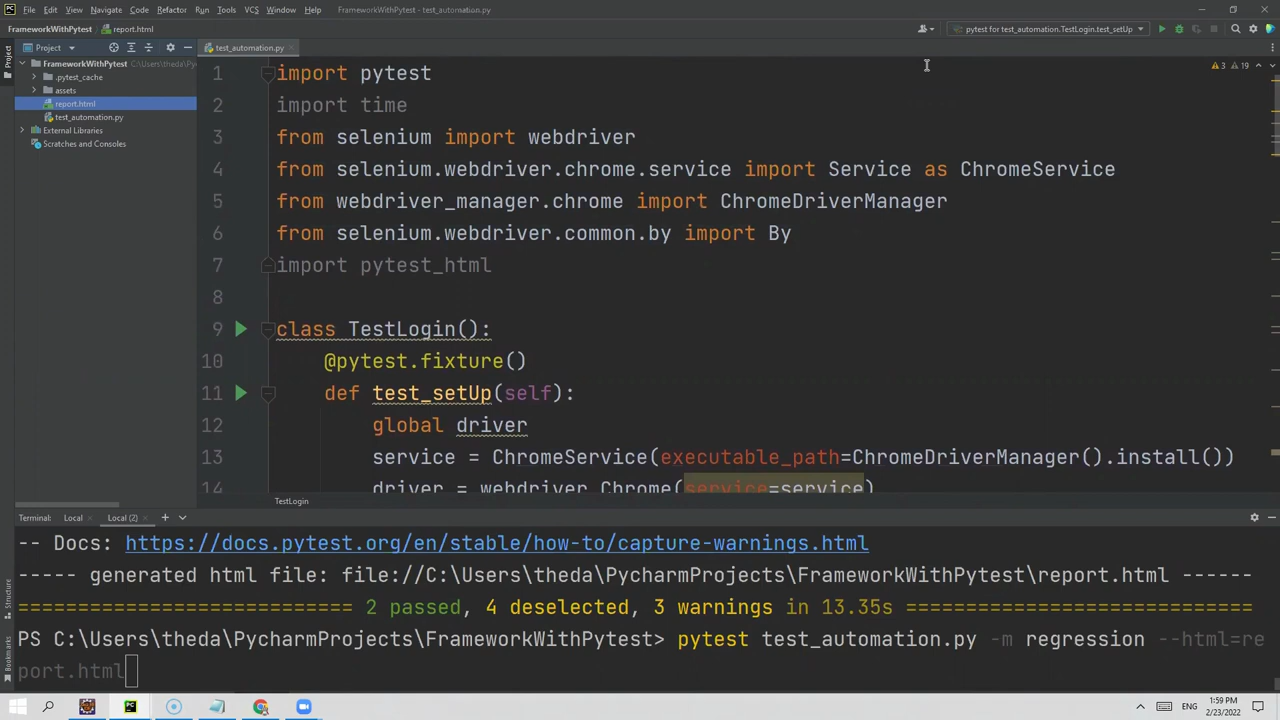 File Edit View Navigate Code Refactor Run Tools VCS Window Help FrameworkWithPytest - test_automation.py
FrameworkWithPytest report.html pytest for test_automation.TestLogin.test_setUp
Project test_automation.py
FrameworkWithPytest C:\Users\theda
.pytest_cache
assets
report.html
test_automation.py
External Libraries
Scratches and Consoles
Project
3 19
1 import pytest
2 import time
3 from selenium import webdriver
4 from selenium.webdriver.chrome.service import Service as ChromeService
5 from webdriver_manager.chrome import ChromeDriverManager
6 from selenium.webdriver.common.by import By
7 import pytest_html
8
9 class TestLogin():
10 @pytest.fixture()
11 def test_setUp(self):
12 global driver
13 service = ChromeService(executable_path=ChromeDriverManager().install())
14 driver = webdriver.Chrome(service=service)
TestLogin
Terminal: Local Local (2)
-- Docs: https://docs.pytest.org/en/stable/how-to/capture-warnings.html
----- generated html file: file://C:\Users\theda\PycharmProjects\FrameworkWithPytest\report.html ------
============================ 2 passed, 4 deselected, 3 warnings in 13.35s =============================
PS C:\Users\theda\PycharmProjects\FrameworkWithPytest> pytest test_automation.py -m regression --html=re
port.html
Structure
Favorites
ENG 1:59 PM
2/23/2022